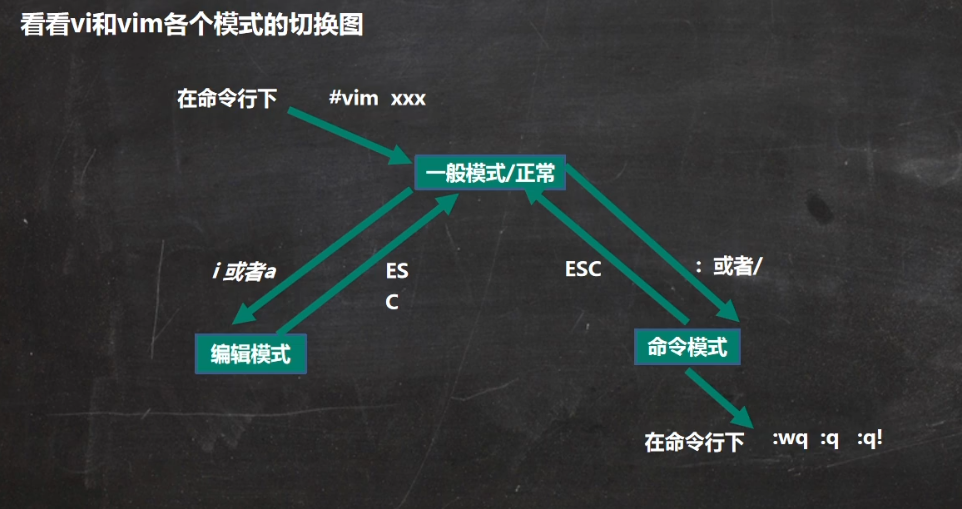 看看vi和vim各个模式的切换图
在命令行下 #vim xxx
一般模式/正常
i 或者a
ES
C
ESC
: 或者/
编辑模式
命令模式
在命令行下 :wq :q :q!